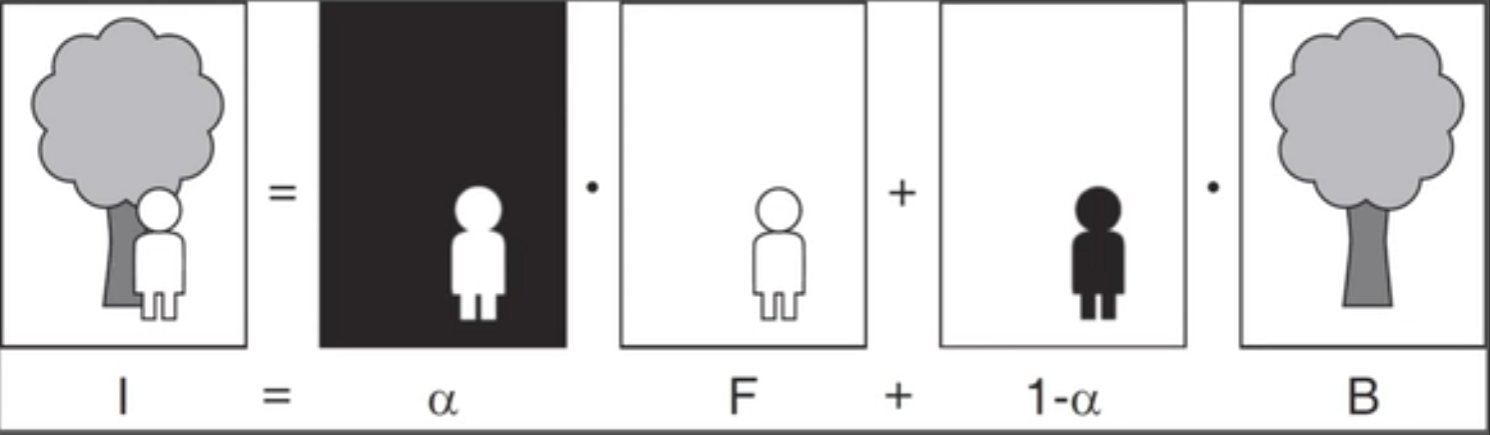 = · + ·
I = α F + 1-α B